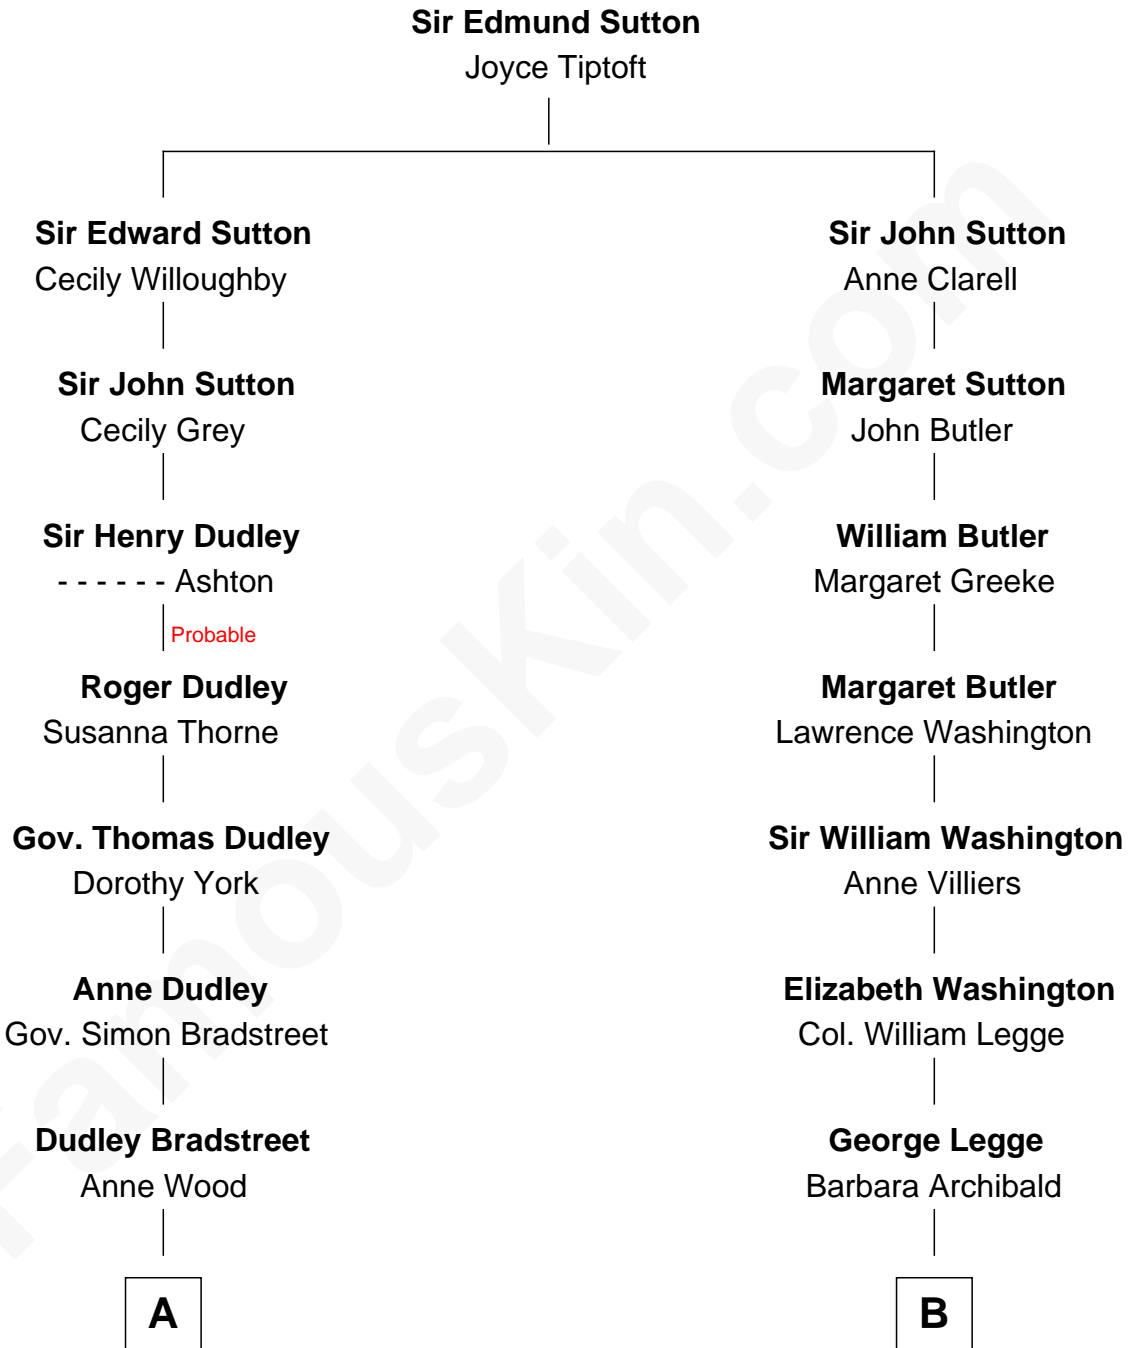 Sir Edmund Sutton
Joyce Tiptoft
Sir Edward Sutton
Cecily Willoughby
Sir John Sutton
Anne Clarell
Sir John Sutton
Cecily Grey
Margaret Sutton
John Butler
Sir Henry Dudley
- - - - - - Ashton
William Butler
Margaret Greeke
Probable
Roger Dudley
Susanna Thorne
Margaret Butler
Lawrence Washington
Gov. Thomas Dudley
Dorothy York
Sir William Washington
Anne Villiers
Anne Dudley
Gov. Simon Bradstreet
Elizabeth Washington
Col. William Legge
Dudley Bradstreet
Anne Wood
George Legge
Barbara Archibald
A
B
FamousKin.com